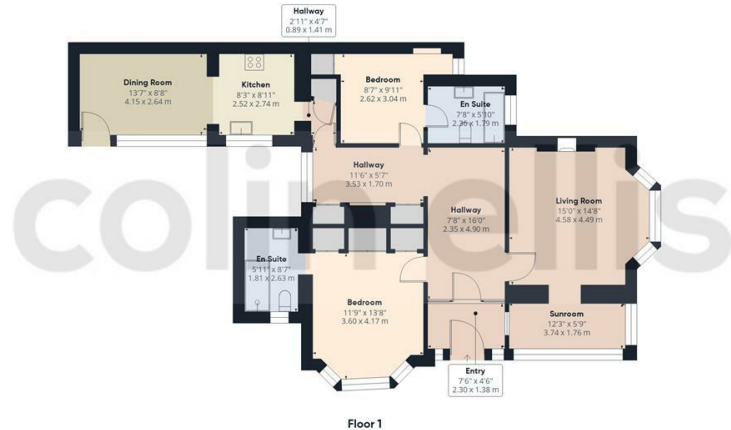 Hallway
2'11" x 4'7"
0.89 x 1.41 m
Dining Room
13'7" x 8'8"
4.15 x 2.64 m
Kitchen
8'3" x 8'11"
2.52 x 2.74 m
Bedroom
8'7" x 9'11"
2.62 x 3.04 m
En Suite
7'8" x 5'10"
2.36 x 1.79 m
Hallway
11'6" x 5'7"
3.53 x 1.70 m
Hallway
7'8" x 16'0"
2.35 x 4.90 m
Living Room
15'0" x 14'8"
4.58 x 4.49 m
colin ellis
En Suite
5'11" x 8'7"
1.81 x 2.63 m
Bedroom
11'9" x 13'8"
3.60 x 4.17 m
Sunroom
12'3" x 5'9"
3.74 x 1.76 m
Entry
7'6" x 4'6"
2.30 x 1.38 m
Floor 1